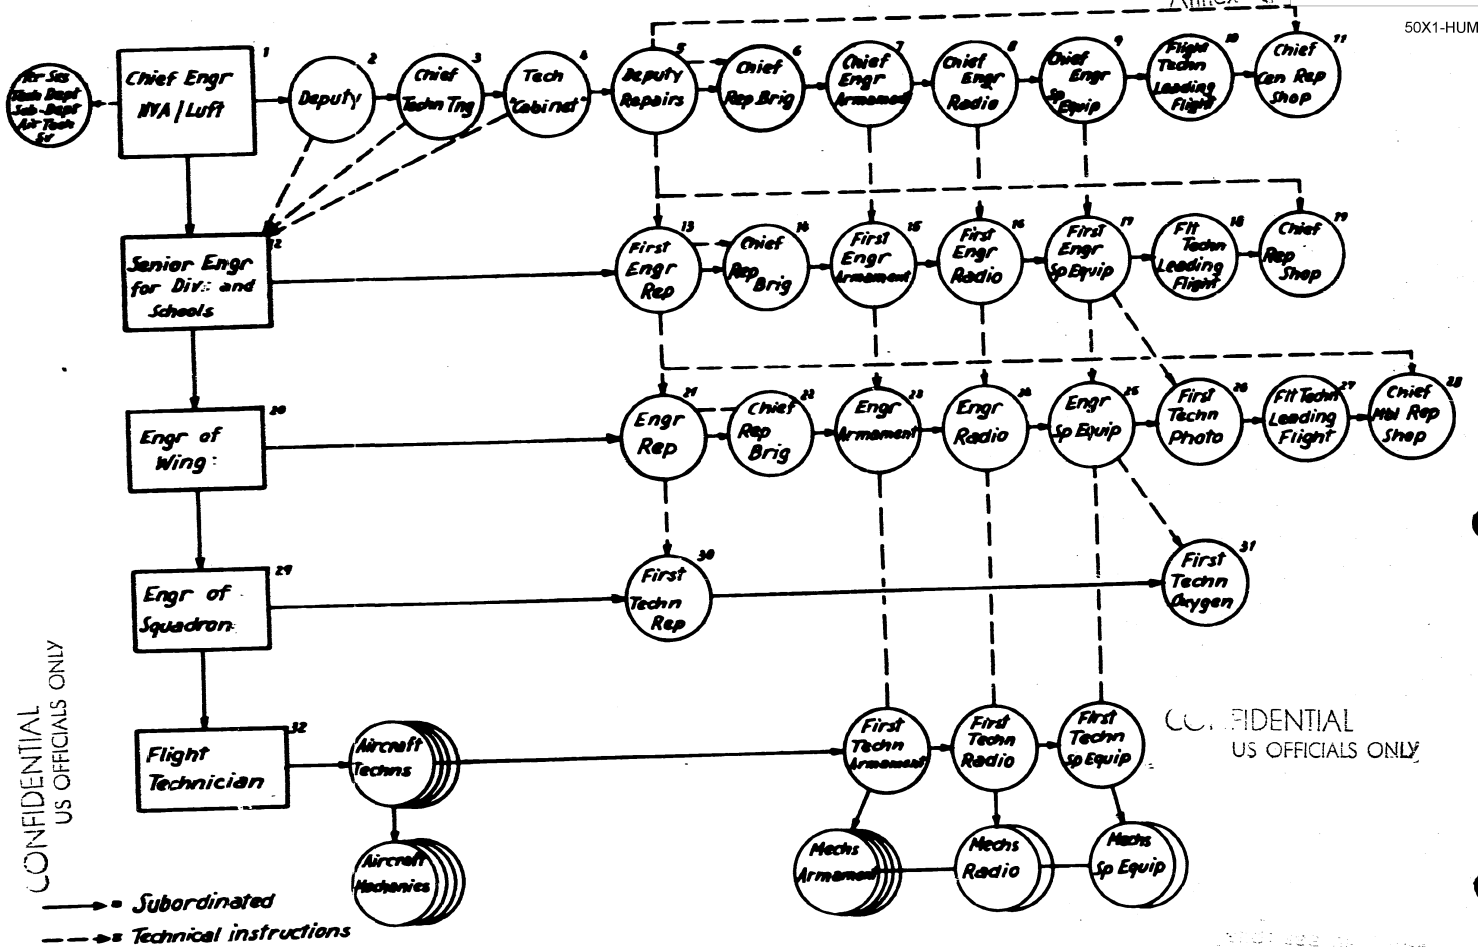 50X1-HUM
Tech Dept
Sub-Dept
Air Tech
Sv
1
Chief Engr
NVA/Luft
2
Deputy
3
Chief
Techn Tng
4
Tech
"Cabinet"
5
Deputy
Repairs
6
Chief
Rep Brig
7
Chief
Engr
Armament
8
Chief
Engr
Radio
9
Chief
Engr
Sp Equip
10
Flight
Techn
Leading
Flight
11
Chief
Cen Rep
Shop
12
Senior Engr
for Div. and
Schools
13
First
Engr
Rep
14
Chief
Rep
Brig
15
First
Engr
Armament
16
First
Engr
Radio
17
First
Engr
Sp Equip
18
Flt
Techn
Leading
Flight
19
Chief
Rep
Shop
20
Engr of
Wing
21
Engr
Rep
22
Chief
Rep
Brig
23
Engr
Armament
24
Engr
Radio
25
Engr
Sp Equip
26
First
Techn
Photo
27
Flt Techn
Leading
Flight
28
Chief
Mbl Rep
Shop
29
Engr of
Squadron
30
First
Techn
Rep
31
First
Techn
Oxygen
32
Flight
Technician
Aircraft
Techns
First
Techn
Armament
First
Techn
Radio
First
Techn
Sp Equip
Aircraft
Mechanics
Mechs
Armament
Mechs
Radio
Mechs
Sp Equip
CONFIDENTIAL
US OFFICIALS ONLY
CONFIDENTIAL
US OFFICIALS ONLY
= Subordinated
= Technical instructions